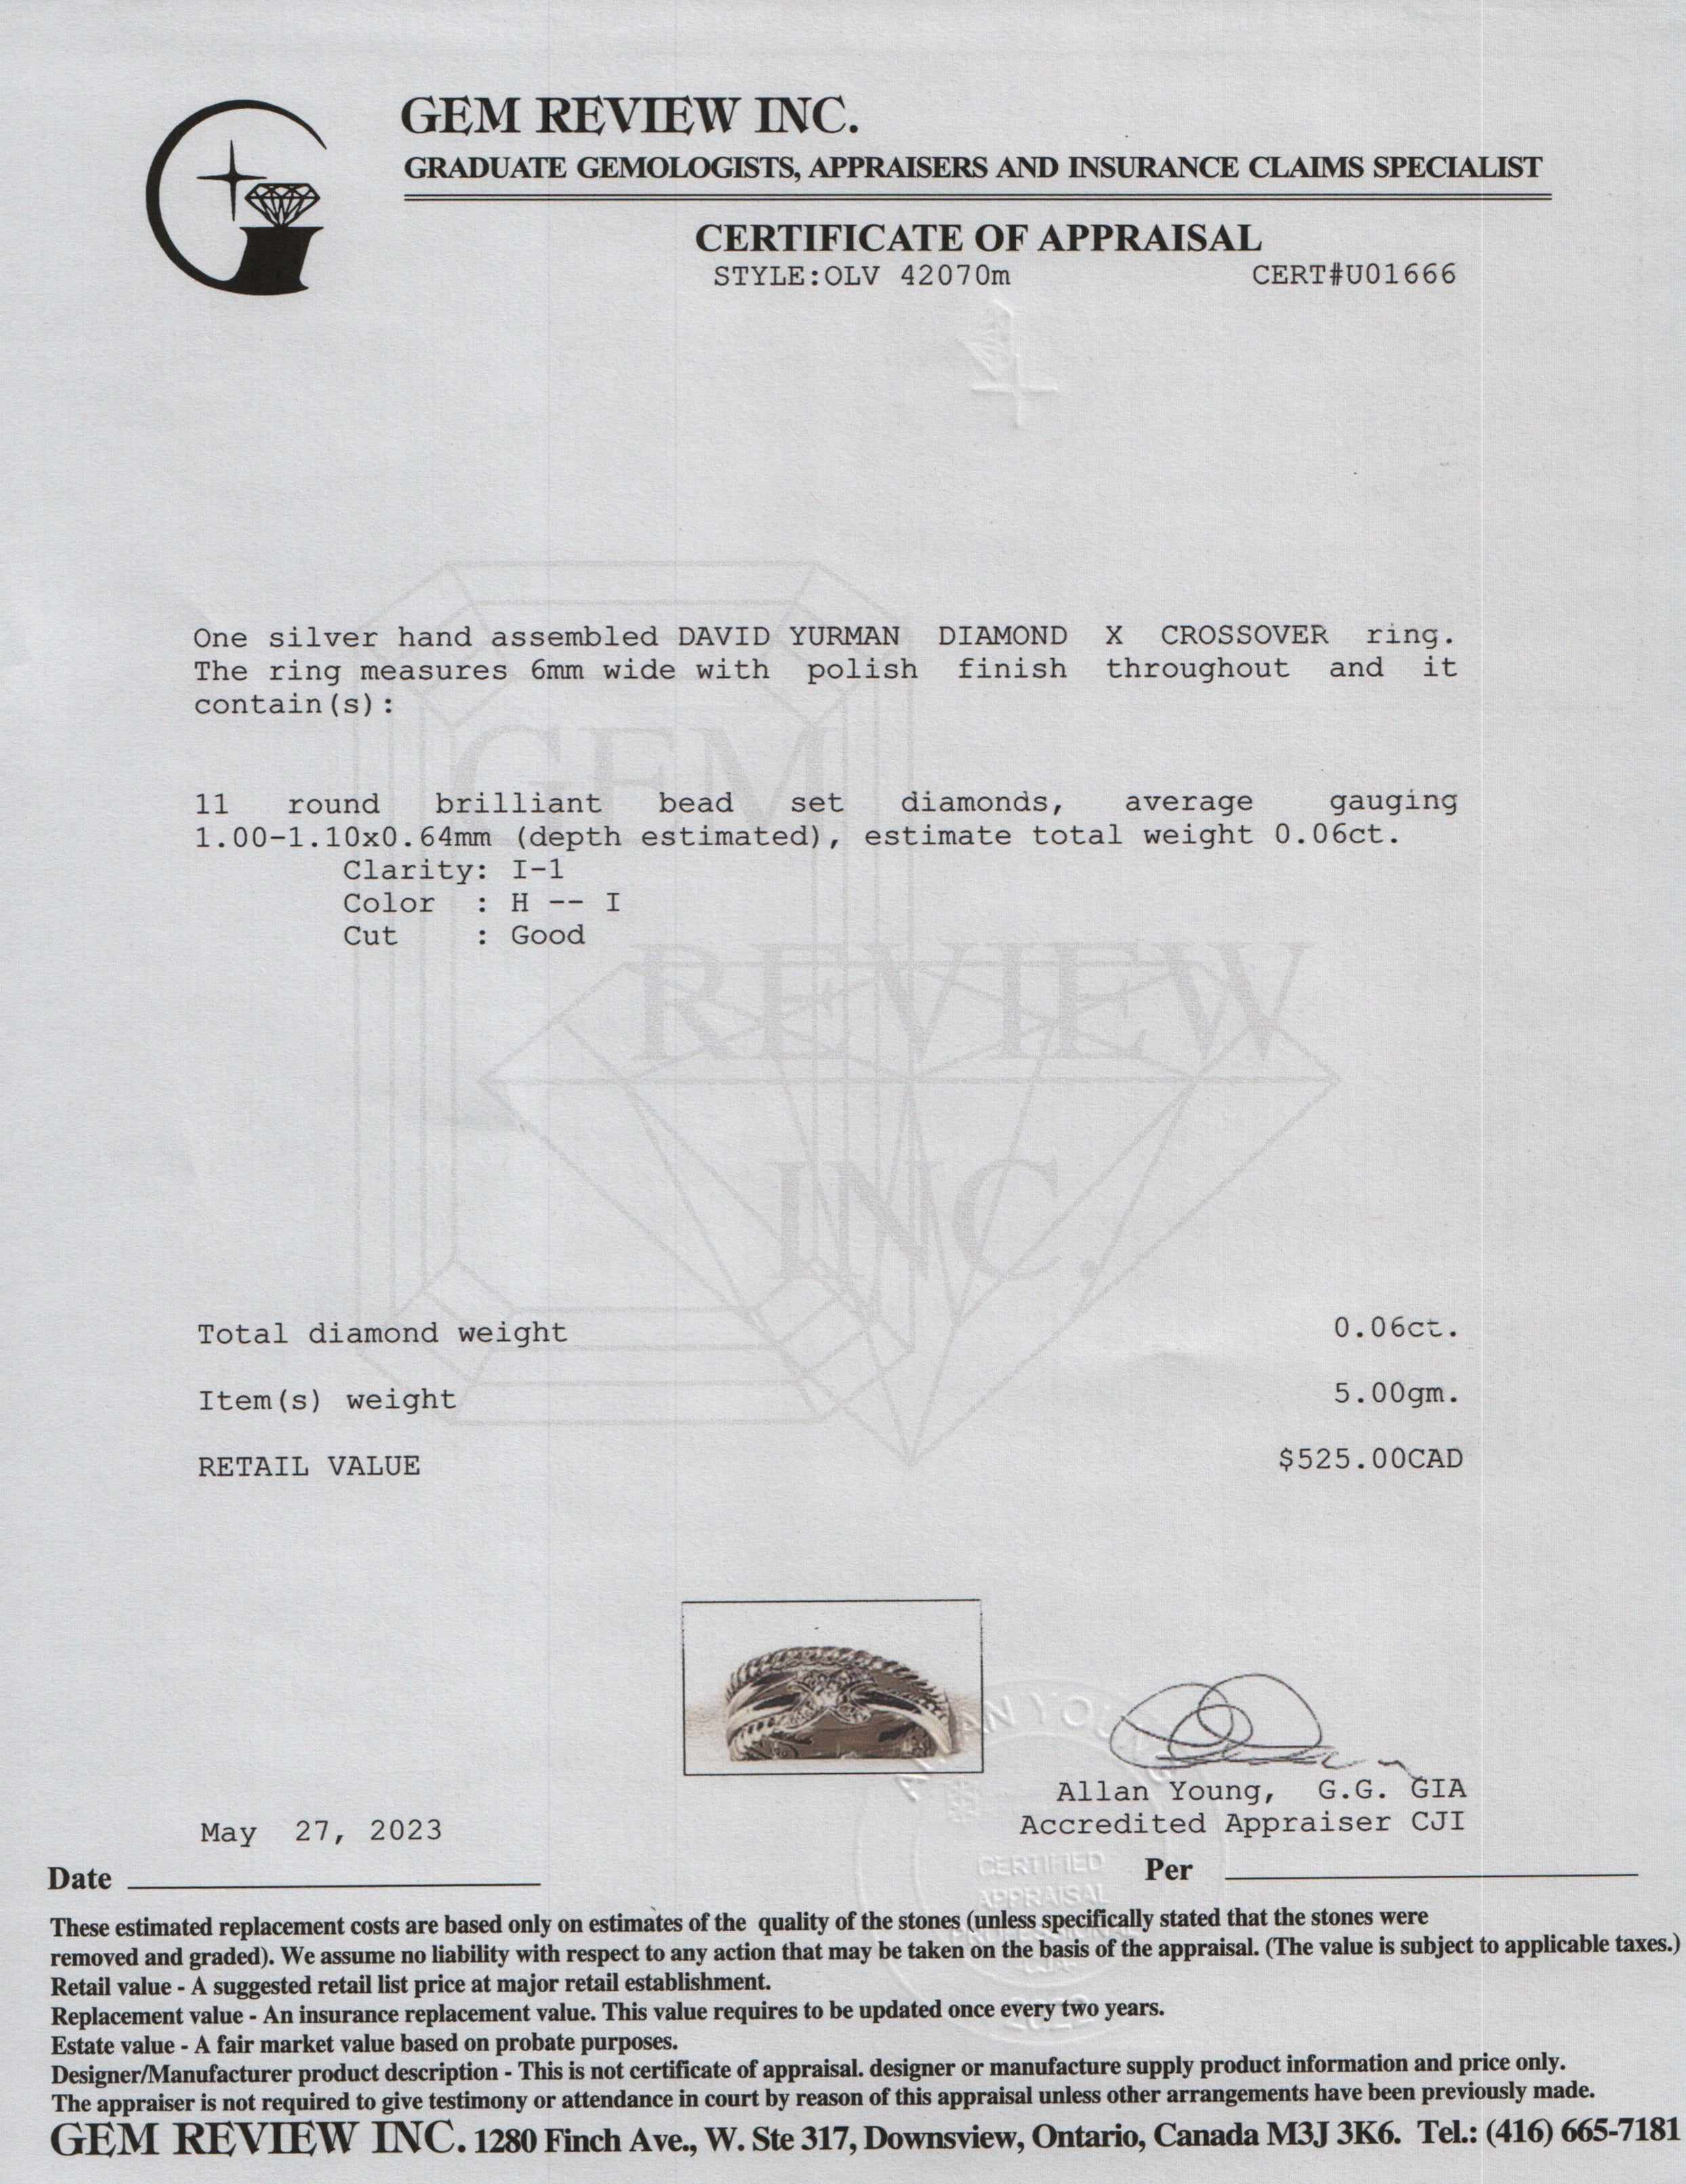 GEM REVIEW INC.
GRADUATE GEMOLOGISTS, APPRAISERS AND INSURANCE CLAIMS SPECIALIST
CERTIFICATE OF APPRAISAL
STYLE:OLV 42070m CERT#U01666
One silver hand assembled DAVID YURMAN DIAMOND X CROSSOVER ring.
The ring measures 6mm wide with polish finish throughout and it
contain(s):
GEM
11 round brilliant bead set diamonds, average gauging
1.00-1.10x0.64mm (depth estimated), estimate total weight 0.06ct.
Clarity: I-1
Color : H -- I
Cut : Good
REVIEW
INC.
Total diamond weight 0.06ct.
Item(s) weight 5.00gm.
RETAIL VALUE $525.00CAD
Allan Young, G.G. GIA
Accredited Appraiser CJI
May 27, 2023
CERTIFIED
APPRAISAL
Date Per
These estimated replacement costs are based only on estimates of the quality of the stones (unless specifically stated that the stones were
removed and graded). We assume no liability with respect to any action that may be taken on the basis of the appraisal. (The value is subject to applicable taxes.)
Retail value - A suggested retail list price at major retail establishment.
Replacement value - An insurance replacement value. This value requires to be updated once every two years.
Estate value - A fair market value based on probate purposes.
Designer/Manufacturer product description - This is not certificate of appraisal. designer or manufacture supply product information and price only.
The appraiser is not required to give testimony or attendance in court by reason of this appraisal unless other arrangements have been previously made.
GEM REVIEW INC. 1280 Finch Ave., W. Ste 317, Downsview, Ontario, Canada M3J 3K6. Tel.: (416) 665-7181